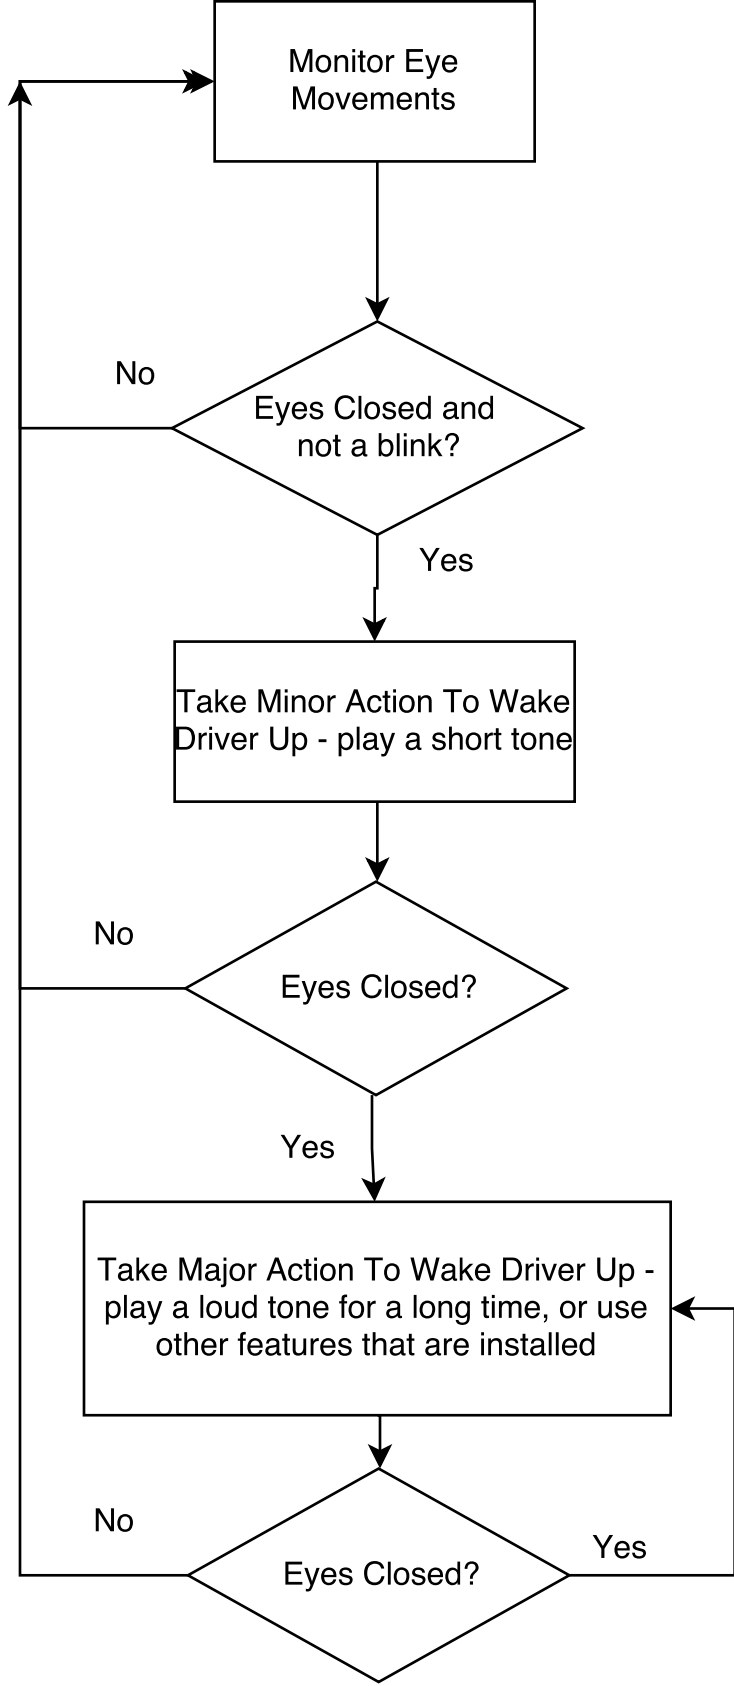 Monitor Eye
Movements
No
Eyes Closed and
not a blink?
Yes
Take Minor Action To Wake
Driver Up - play a short tone
No
Eyes Closed?
Yes
Take Major Action To Wake Driver Up -
play a loud tone for a long time, or use
other features that are installed
No
Eyes Closed?
Yes